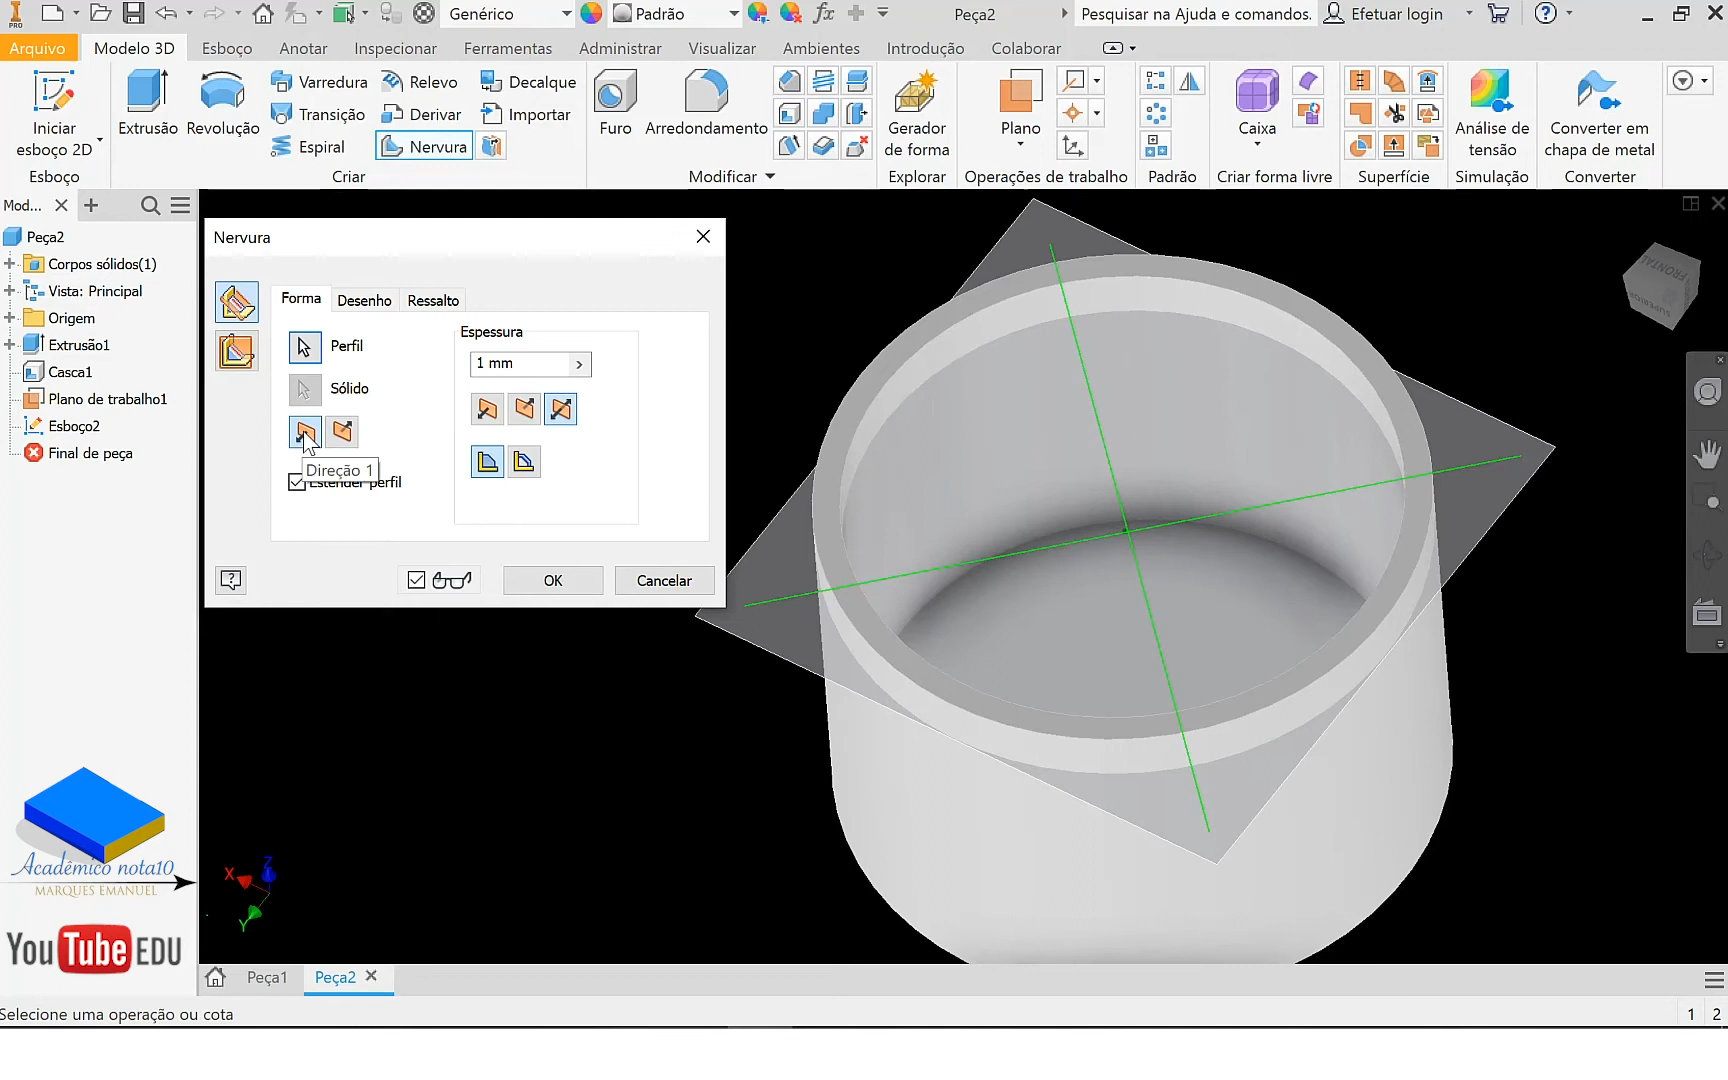 PRO
Genérico
Padrão
fx
Peça2
Pesquisar na Ajuda e comandos.
Efetuar login
Arquivo
Modelo 3D
Esboço
Anotar
Inspecionar
Ferramentas
Administrar
Visualizar
Ambientes
Introdução
Colaborar
Iniciar
esboço 2D
Esboço
Extrusão
Revolução
Varredura
Relevo
Decalque
Transição
Derivar
Importar
Espiral
Nervura
Criar
Furo
Arredondamento
Modificar
Gerador
de forma
Explorar
Plano
Operações de trabalho
Padrão
Caixa
Criar forma livre
Superfície
Análise de
tensão
Simulação
Converter em
chapa de metal
Converter
Mod...
Peça2
Corpos sólidos(1)
Vista: Principal
Origem
Extrusão1
Casca1
Plano de trabalho1
Esboço2
Final de peça
Nervura
Forma
Desenho
Ressalto
Perfil
Sólido
Direção 1
Estender perfil
Espessura
1 mm
OK
Cancelar
FRONTAL
SUPERIOR
X
Z
Y
Acadêmico nota10
MARQUES EMANUEL
YouTube EDU
Peça1
Peça2
Selecione uma operação ou cota
1 2